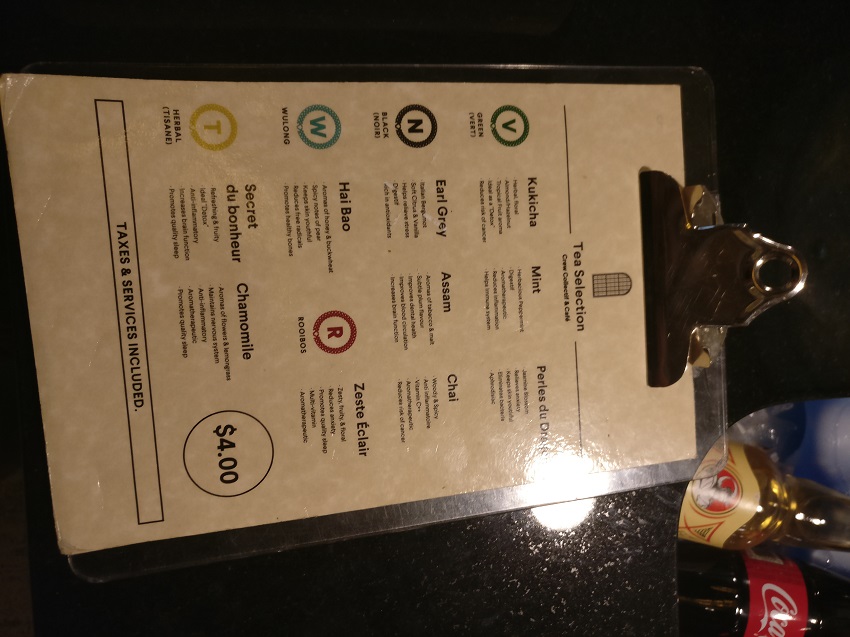 Coca
Tea Selection
Crew Collectif & Café
V
GREEN
(VERT)
Kukicha
·Herbal, floral
·Almond/Hazelnut
·Tropical Fruit aroma
·Ideal as a "Detox"
·Reduces risk of cancer
Mint
·Herbacious Peppermint
·Digestif
·Aromatherapeutic
·Reduces inflammation
·Helps immune system
Perles du
·Jasmine Blossom
·Relieves anxiety
·Keeps skin youthful
·Eliminates bacteria
·Aphrodisiac
N
BLACK
(NOIR)
Earl Grey
·Italian Bergamot
·Soft Citrus & Vanilla
·Helps relieve stress
·Digestif
·Rich in antioxidants
Assam
·Aromas of tobacco & malt
·Subtle plum flavour
·Improves dental health
·Improves blood circulation
·Increases brain function
Chai
·Woody & Spicy
·Anti inflammatoire
·Vitamin C++
·Aromatherapeutic
·Reduces risk of cancer
W
WULONG
Hai Bao
·Aromas of honey & buckwheat
·Spicy notes of pear
·Keeps skin youthful
·Reduces free radicals
·Promotes healthy bones
R
ROOIBOS
Zeste Éclair
·Zesty, fruity, & floral
·Reduces anxiety
·Promotes quality sleep
·Multi-vitamin
·Aromatherapeutic
T
HERBAL
(TISANE)
Secret
du bonheur
·Refreshing & fruity
·Ideal "Detox"
·Anti-inflammatory
·Increases brain function
·Promotes quality sleep
Chamomile
·Aromas of flowers & lemongrass
·Maintains nervous system
·Anti-inflammatory
·Aromatherapeutic
·Promotes quality sleep
$4.00
TAXES & SERVICES INCLUDED.